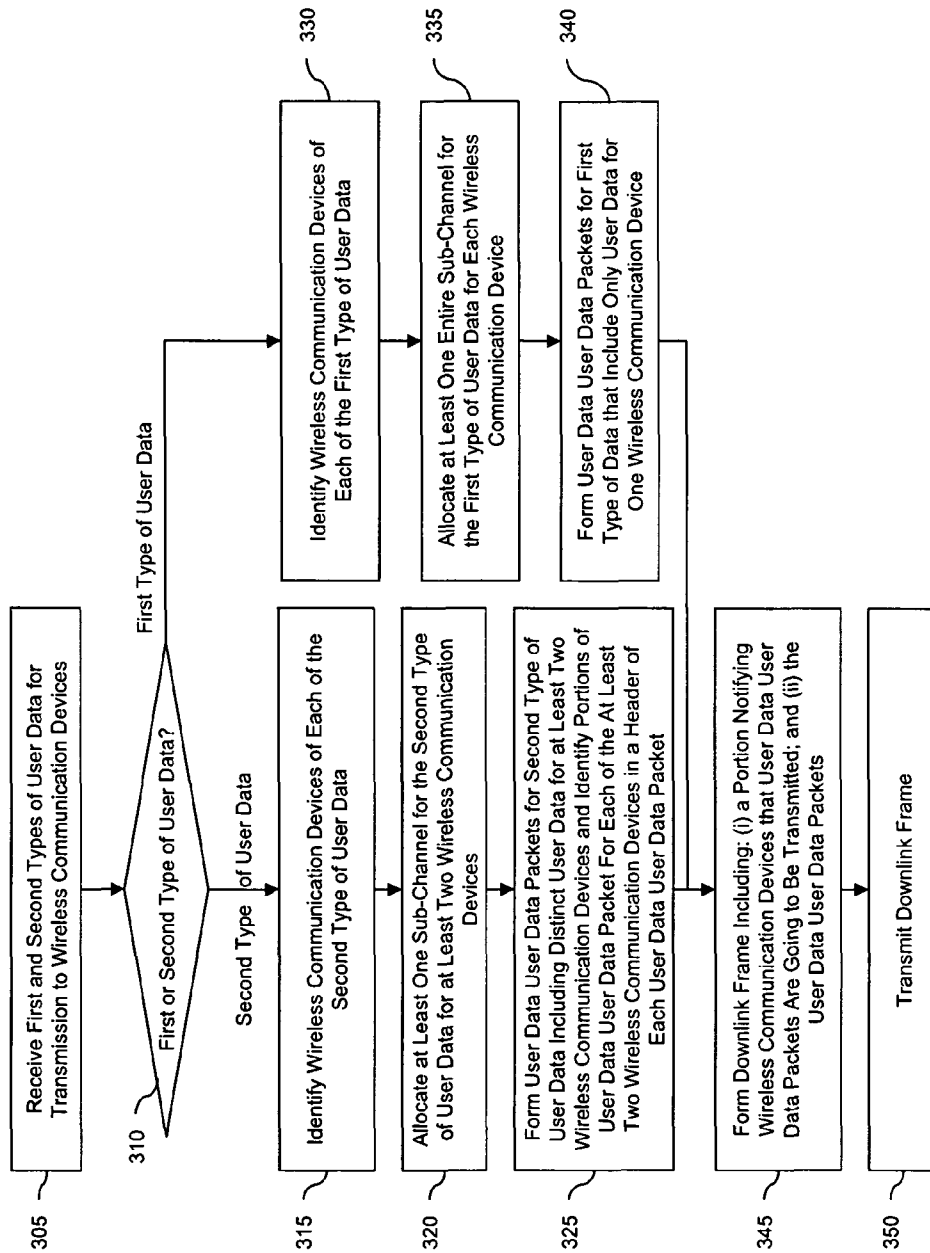 305
Receive First and Second Types of User Data for
Transmission to Wireless Communication Devices
310
First or Second Type of User Data?
First Type of User Data
Second Type of User Data
315
Identify Wireless Communication Devices of Each of the
Second Type of User Data
320
Allocate at Least One Sub-Channel for the Second Type
of User Data for at Least Two Wireless Communication
Devices
325
Form User Data User Data Packets for Second Type of
User Data Including Distinct User Data for at Least Two
Wireless Communication Devices and Identify Portions of
User Data User Data Packet For Each of the At Least
Two Wireless Communication Devices in a Header of
Each User Data User Data Packet
330
Identify Wireless Communication Devices of
Each of the First Type of User Data
335
Allocate at Least One Entire Sub-Channel for
the First Type of User Data for Each Wireless
Communication Device
340
Form User Data User Data Packets for First
Type of Data that Include Only User Data for
One Wireless Communication Device
345
Form Downlink Frame Including: (i) a Portion Notifying
Wireless Communication Devices that User Data User
Data Packets Are Going to Be Transmitted; and (ii) the
User Data User Data Packets
350
Transmit Downlink Frame